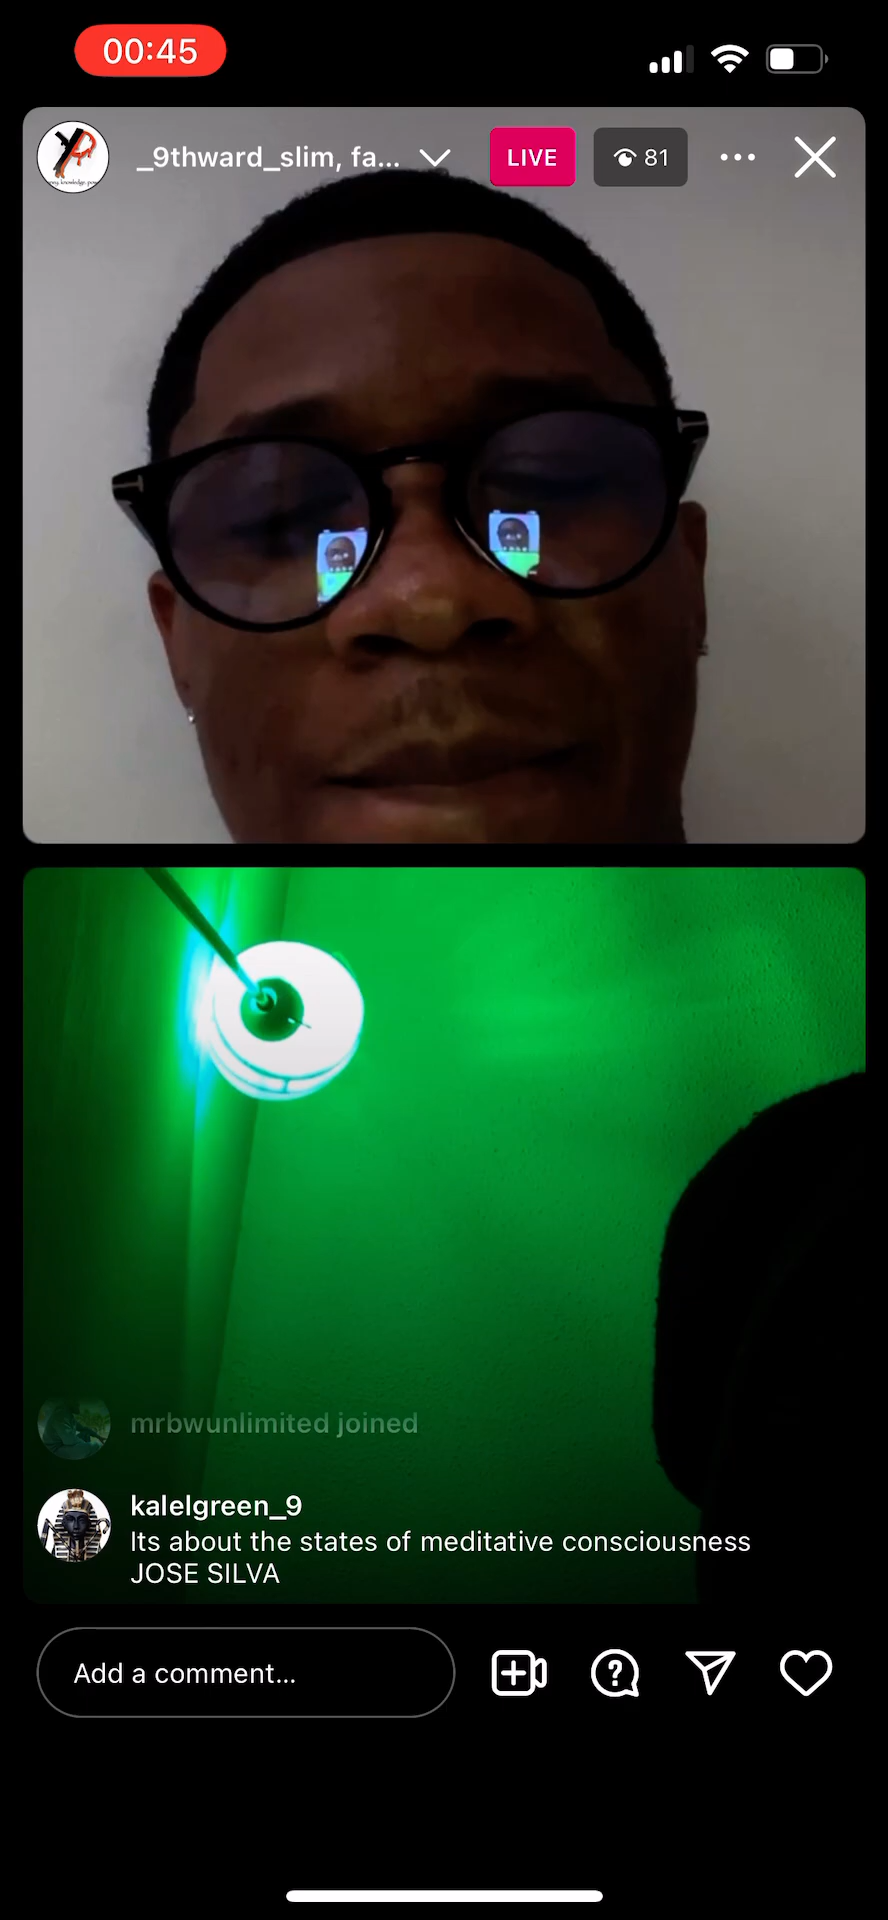 00:45
_9thward_slim, fa...
LIVE
81
mrbwunlimited joined
kalelgreen_9
Its about the states of meditative consciousness
JOSE SILVA
Add a comment...